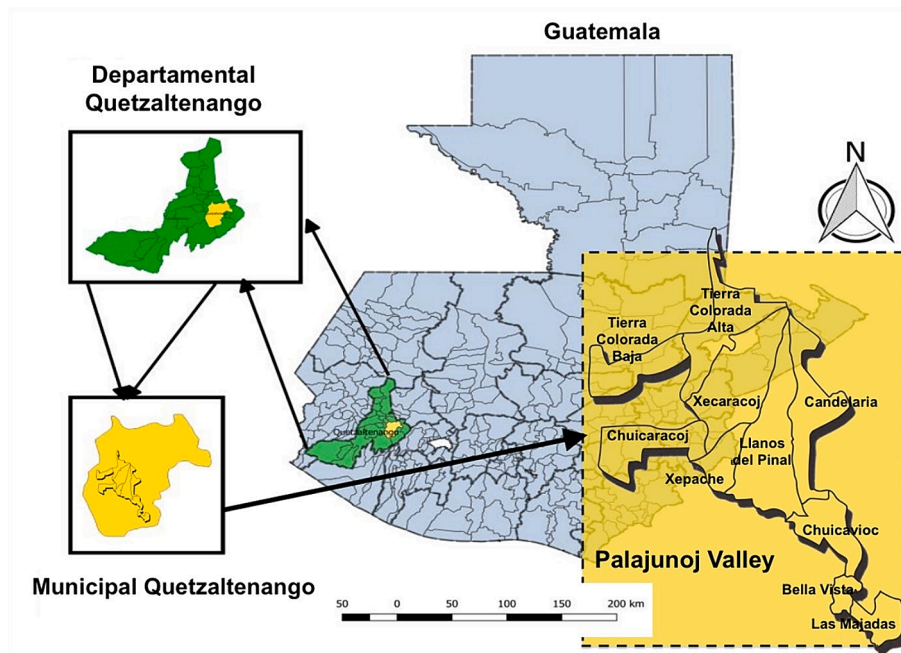 Guatemala
Departamental
Quetzaltenango
N
Tierra
Colorada
Alta
Tierra
Colorada
Baja
Xecaracoj
Candelaria
Quetzaltenango
Chuicaracoj
Llanos
del Pinal
Xepache
Chuicavioc
Palajunoj Valley
Municipal Quetzaltenango
Bella Vista
Las Majadas
50 0 50 100 150 200 km